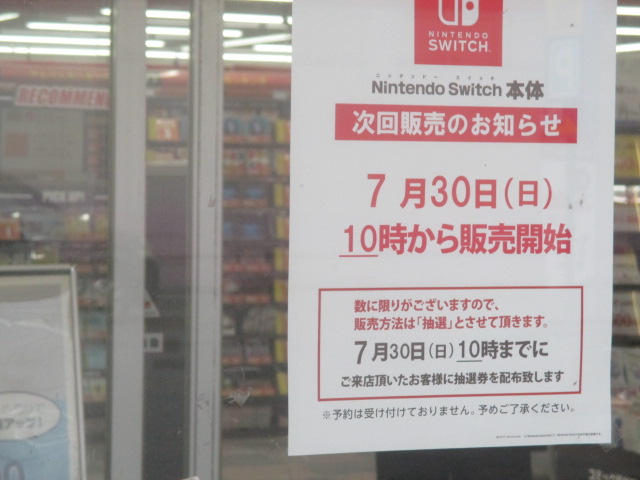 NINTENDO
SWITCH
ニンテンドー スイッチ
Nintendo Switch 本体
次回販売のお知らせ
7月30日(日)
10時から販売開始
数に限りがございますので、
販売方法は「抽選」とさせて頂きます。
7月30日(日)10時までに
ご来店頂いたお客様に抽選券を配布致します
※予約は受け付けておりません。予めご了承ください。
RECOMMEN
PICK UP!
アップ!